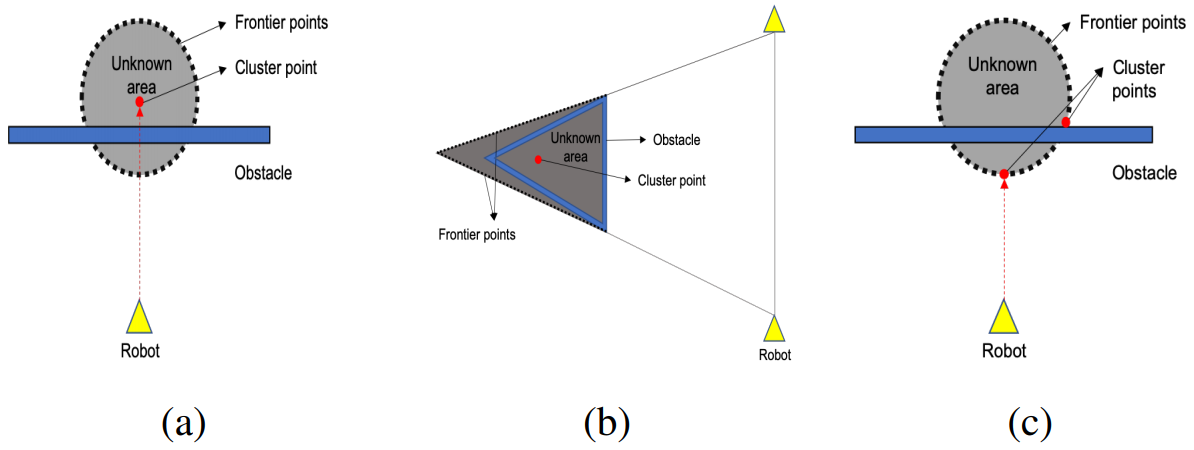 Frontier points
Unknown
area
Cluster point
Obstacle
Robot
(a)
Unknown
area
Obstacle
Cluster point
Frontier points
Robot
(b)
Frontier points
Unknown
area
Cluster
points
Obstacle
Robot
(c)